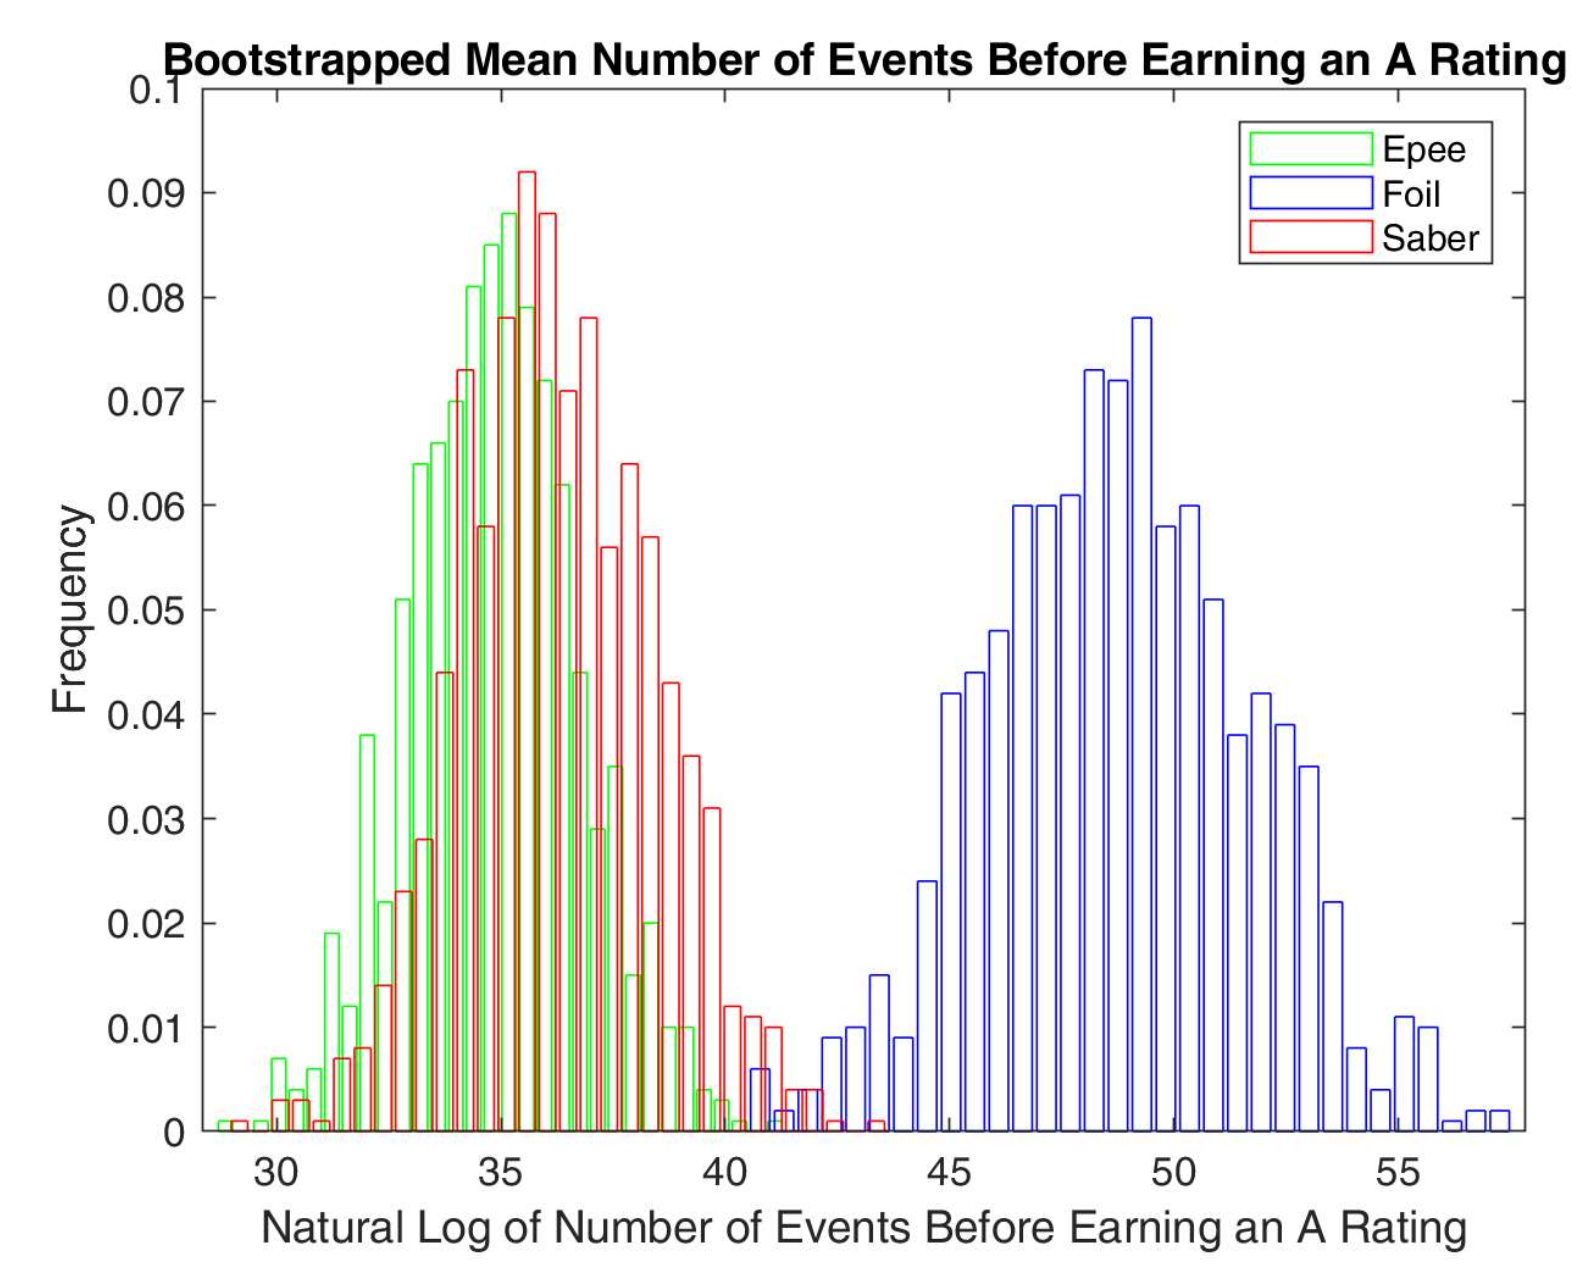 Bootstrapped Mean Number of Events Before Earning an A Rating
0.1
0.09
0.08
0.07
0.06
0.05
0.04
0.03
0.02
0.01
0
Frequency
Epee
Foil
Saber
30 35 40 45 50 55
Natural Log of Number of Events Before Earning an A Rating